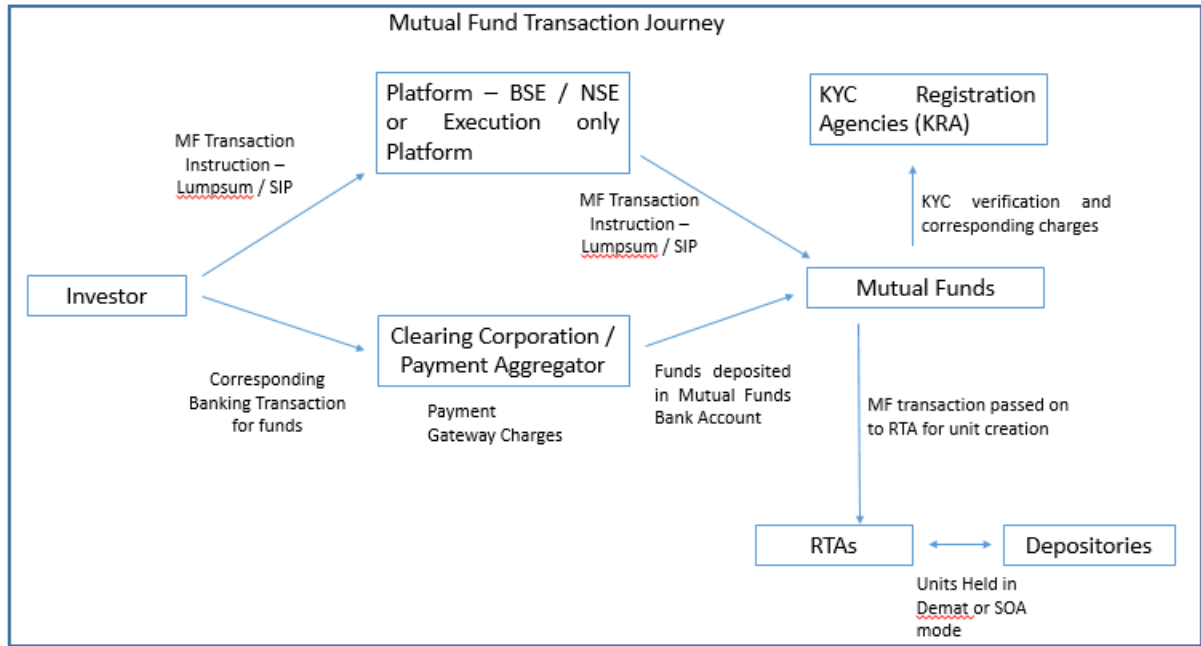 Mutual Fund Transaction Journey
Platform – BSE / NSE
or Execution only
Platform
KYC Registration
Agencies (KRA)
MF Transaction
Instruction –
Lumpsum / SIP
MF Transaction
Instruction –
Lumpsum / SIP
KYC verification and
corresponding charges
Investor
Mutual Funds
Clearing Corporation /
Payment Aggregator
Corresponding
Banking Transaction
for funds
Payment
Gateway Charges
Funds deposited
in Mutual Funds
Bank Account
MF transaction passed on
to RTA for unit creation
RTAs
Depositories
Units Held in
Demat or SOA
mode